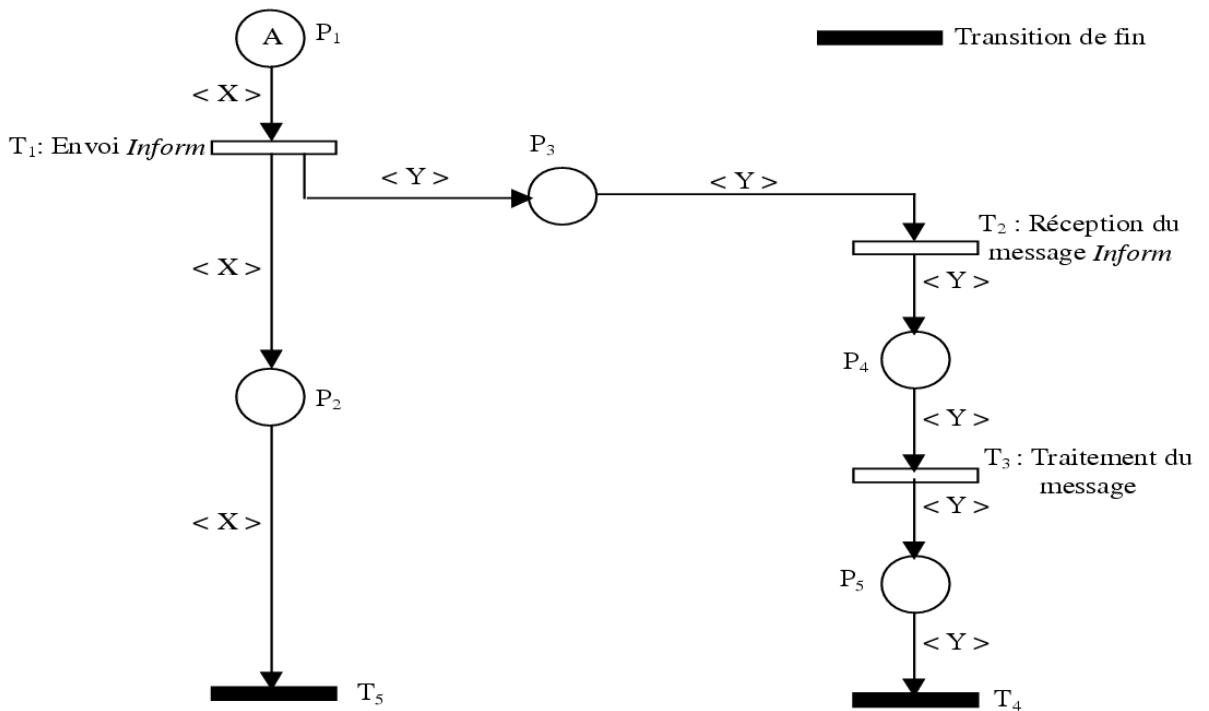 A
P1
Transition de fin
< X >
T1: Envoi Inform
P3
< Y >
< Y >
T2 : Réception du
message Inform
< X >
< Y >
P4
P2
< Y >
T3 : Traitement du
message
< Y >
< X >
P5
< Y >
T5
T4